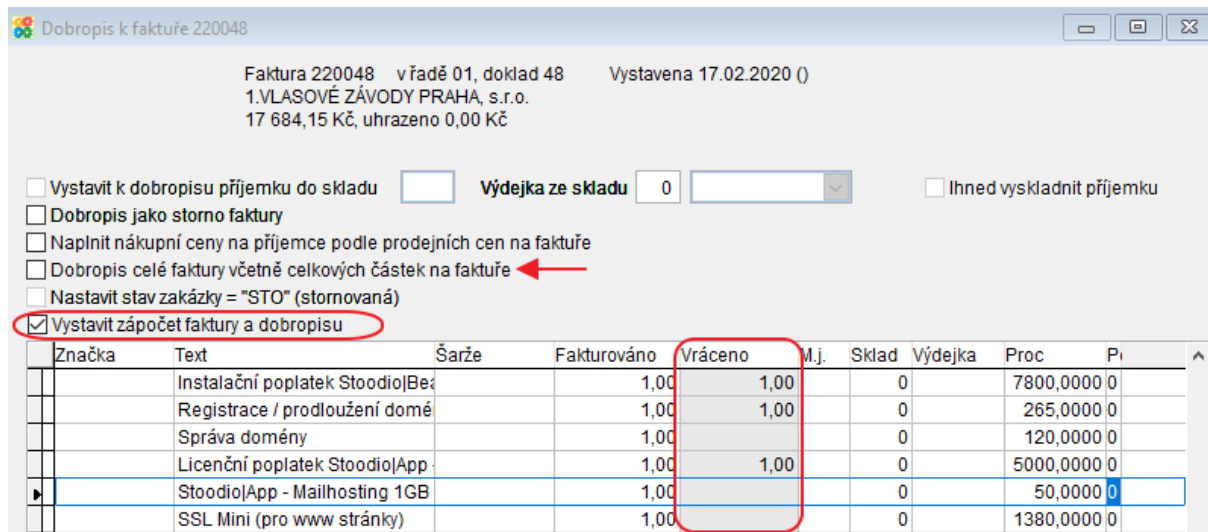 Dobropis k faktuře 220048
Faktura 220048 v řadě 01, doklad 48 Vystavena 17.02.2020 ()
1.VLASOVÉ ZÁVODY PRAHA, s.r.o.
17 684,15 Kč, uhrazeno 0,00 Kč
Vystavit k dobropisu příjemku do skladu Výdejka ze skladu 0 Ihned vyskladnit příjemku
Dobropis jako storno faktury
Naplnit nákupní ceny na příjemce podle prodejních cen na faktuře
Dobropis celé faktury včetně celkových částek na faktuře
Nastavit stav zakázky = "STO" (stornovaná)
Vystavit zápočet faktury a dobropisu
Značka Text Šarže Fakturováno Vráceno M.j. Sklad Výdejka Proc
Instalační poplatek Stoodio|Bea 1,00 1,00 0 7800,0000 0
Registrace / prodloužení domé 1,00 1,00 0 265,0000 0
Správa domény 1,00 0 120,0000 0
Licenční poplatek Stoodio|App - 1,00 1,00 0 5000,0000 0
Stoodio|App - Mailhosting 1GB 1,00 0 50,0000 0
SSL Mini (pro www stránky) 1,00 0 1380,0000 0